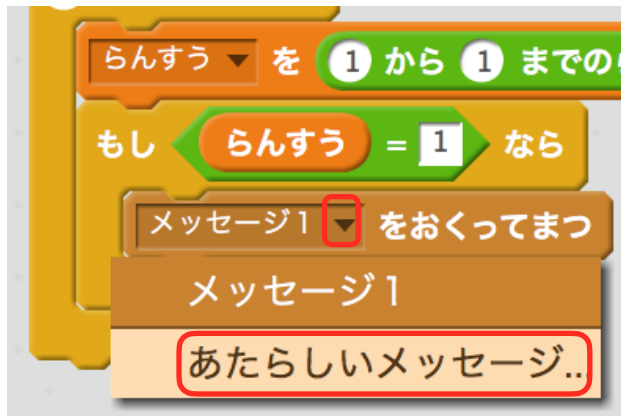 らんすう を 1 から 1 までの
もし らんすう = 1 なら
メッセージ1 をおくってまつ
メッセージ1
あたらしいメッセージ...